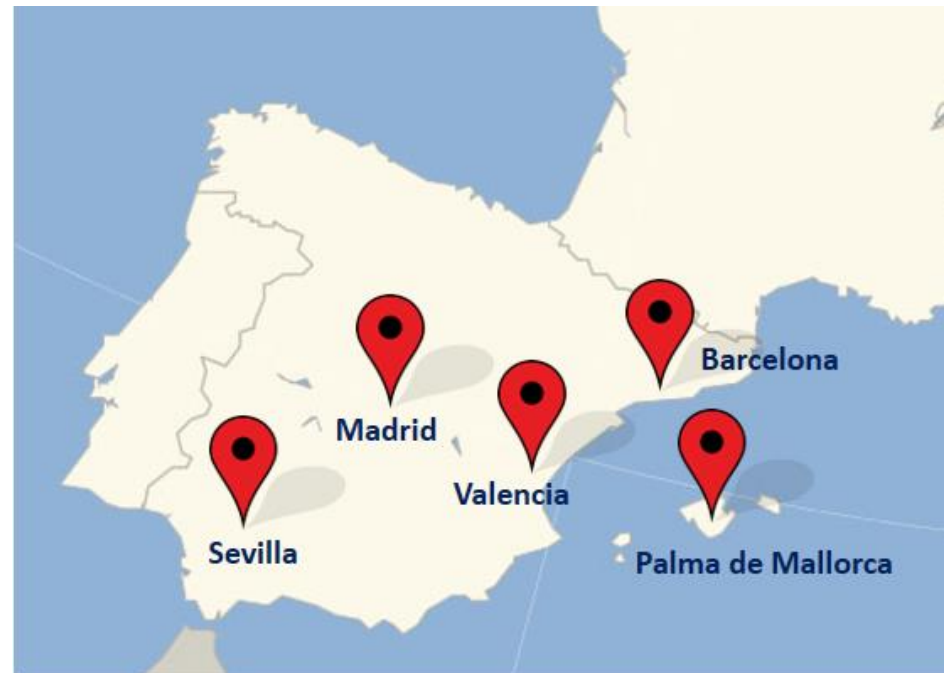 Barcelona
Madrid
Valencia
Sevilla
Palma de Mallorca